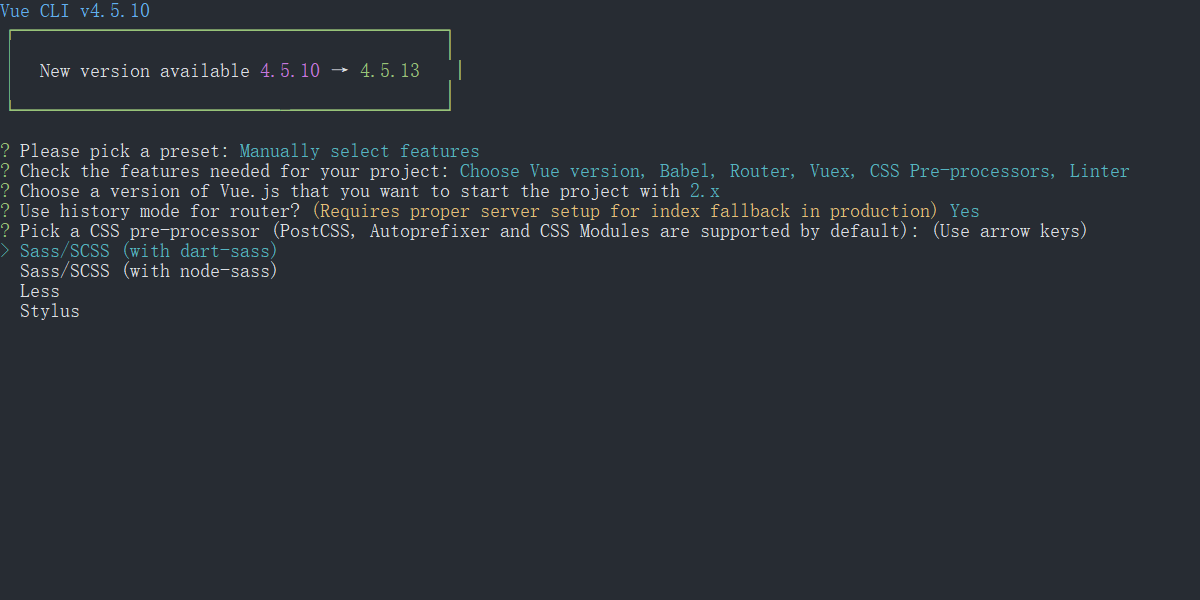 Vue CLI v4.5.10
New version available 4.5.10 → 4.5.13
? Please pick a preset: Manually select features
? Check the features needed for your project: Choose Vue version, Babel, Router, Vuex, CSS Pre-processors, Linter
? Choose a version of Vue.js that you want to start the project with 2.x
? Use history mode for router? (Requires proper server setup for index fallback in production) Yes
? Pick a CSS pre-processor (PostCSS, Autoprefixer and CSS Modules are supported by default): (Use arrow keys)
> Sass/SCSS (with dart-sass)
Sass/SCSS (with node-sass)
Less
Stylus